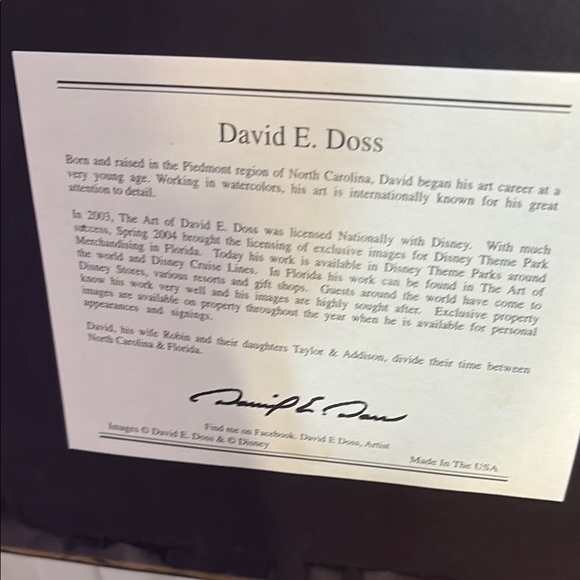 David E. Doss
Born and raised in the Piedmont region of North Carolina, David began his art career at a
very young age. Working in watercolors, his art is internationally known for his great
attention to detail.
In 2003, The Art of David E. Doss was licensed Nationally with Disney. With much
success, Spring 2004 brought the licensing of exclusive images for Disney Theme Park
Merchandising in Florida. Today his work is available in Disney Theme Parks around
the world and Disney Cruise Lines. In Florida his work can be found in The Art of
Disney Stores, various resorts and gift shops. Guests around the world have come to
know his work very well and his images are highly sought after. Exclusive property
images are available on property throughout the year when he is available for personal
appearances and signings.
David, his wife Robin and their daughters Taylor & Addison, divide their time between
North Carolina & Florida.
David E. Doss
Find me on Facebook, David E Doss, Artist
Images © David E. Doss & © Disney
Made In The USA